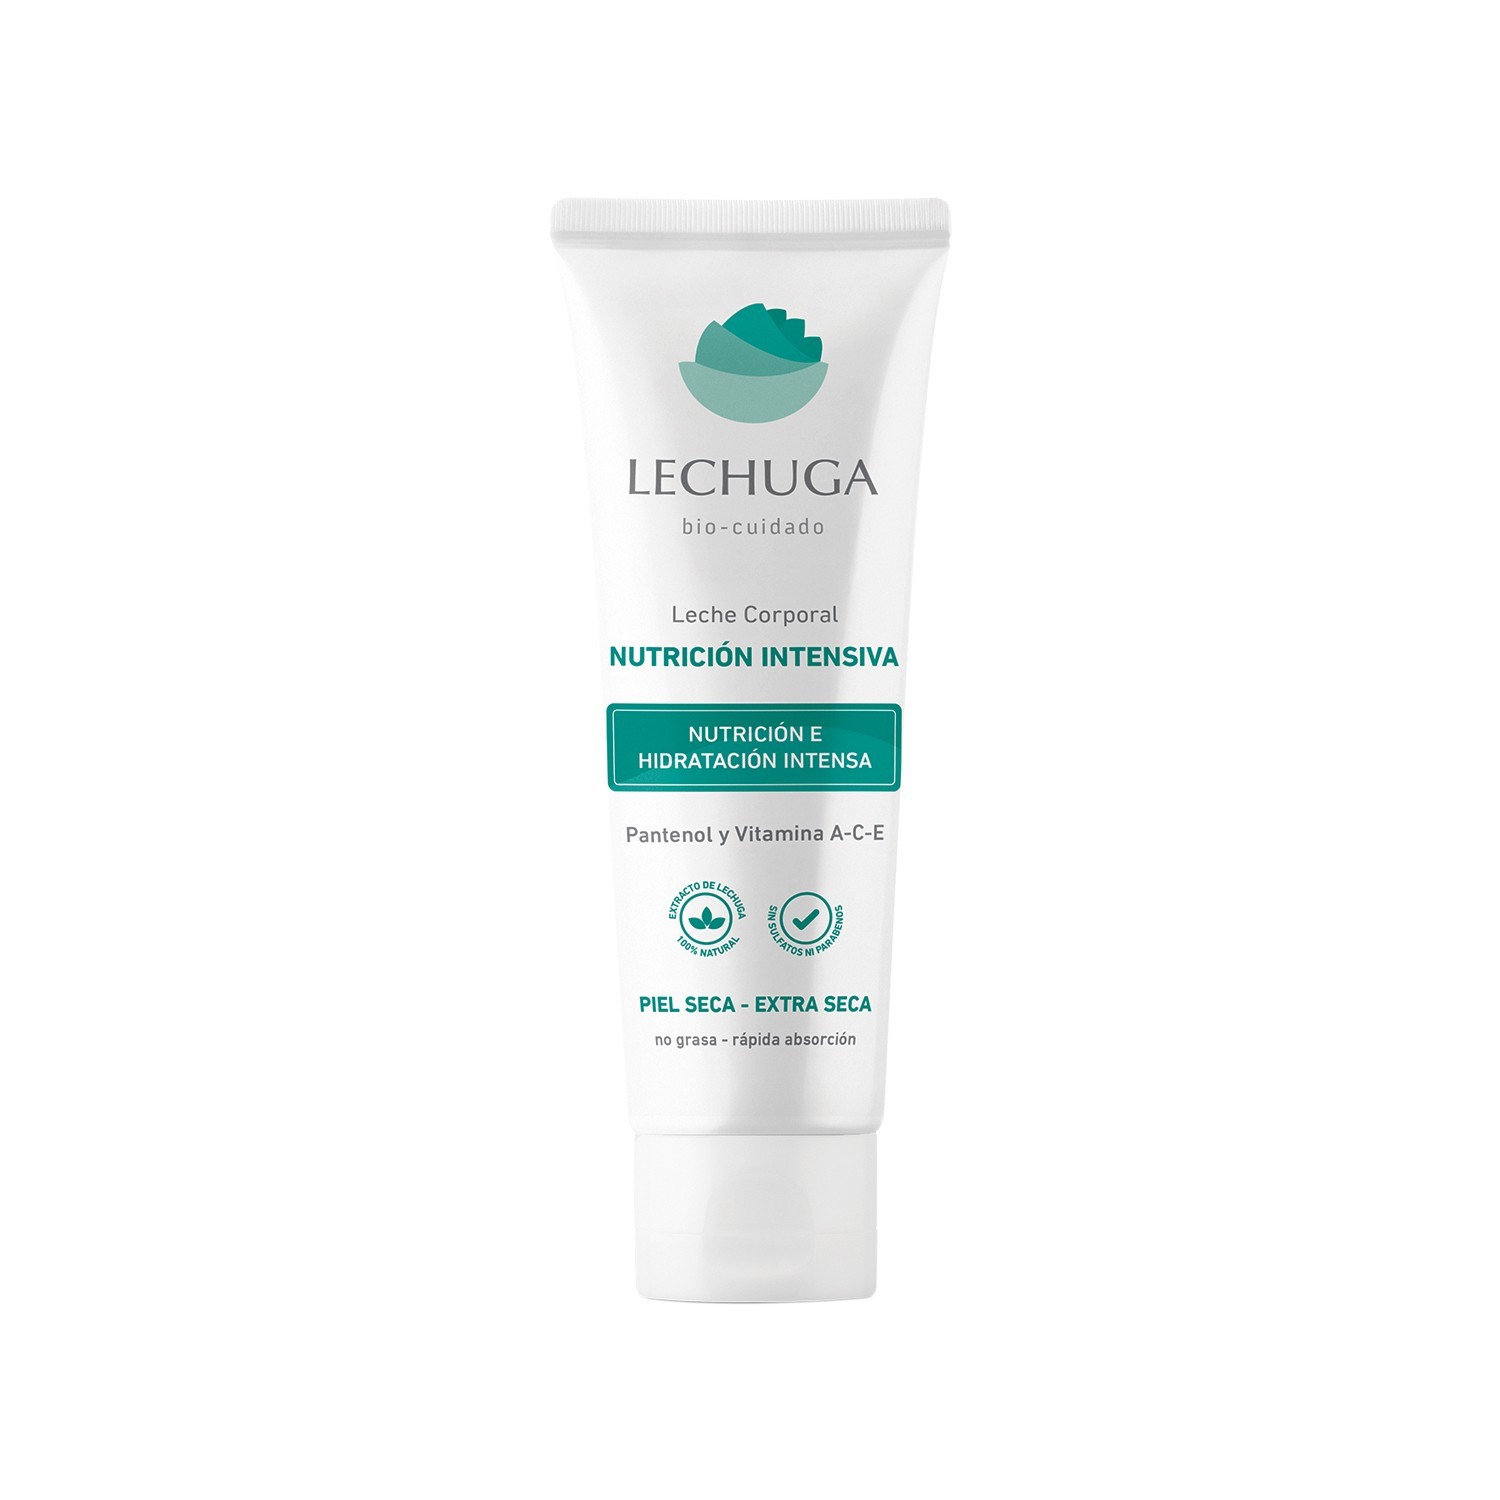 LECHUGA
bio-cuidado
Leche Corporal
NUTRICIÓN INTENSIVA
NUTRICIÓN E
HIDRATACIÓN INTENSA
Pantenol y Vitamina A-C-E
EXTRACTO DE LECHUGA
100% NATURAL
SIN SULFATOS NI PARABENOS
PIEL SECA - EXTRA SECA
no grasa - rápida absorción